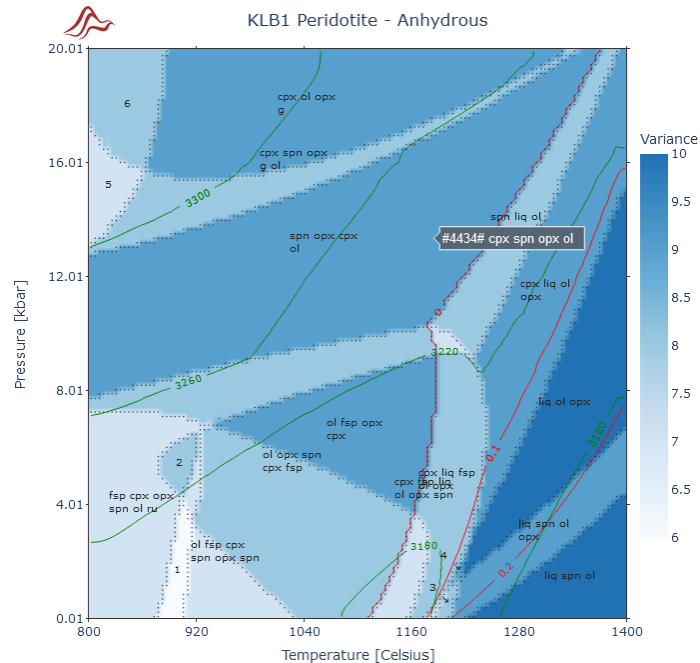 KLB1 Peridotite - Anhydrous
20.01
16.01
12.01
8.01
4.01
0.01
Pressure [kbar]
800
920
1040
1160
1280
1400
Temperature [Celsius]
6
5
cpx ol opx
g
cpx spn opx
g ol
3300
spn opx cpx
ol
spn liq ol
#4434# cpx spn opx ol
0
cpx liq ol
opx
3220
3260
liq ol opx
ol fsp opx
cpx
3180
0.1
ol opx spn
cpx fsp
2
cpx liq fsp
ol opx
cpx fsp liq
ol opx spn
fsp cpx opx
spn ol ru
liq spn ol
opx
ol fsp cpx
spn opx spn
3180
4
1
0.2
liq spn ol
3
Variance
10
9.5
9
8.5
8
7.5
7
6.5
6